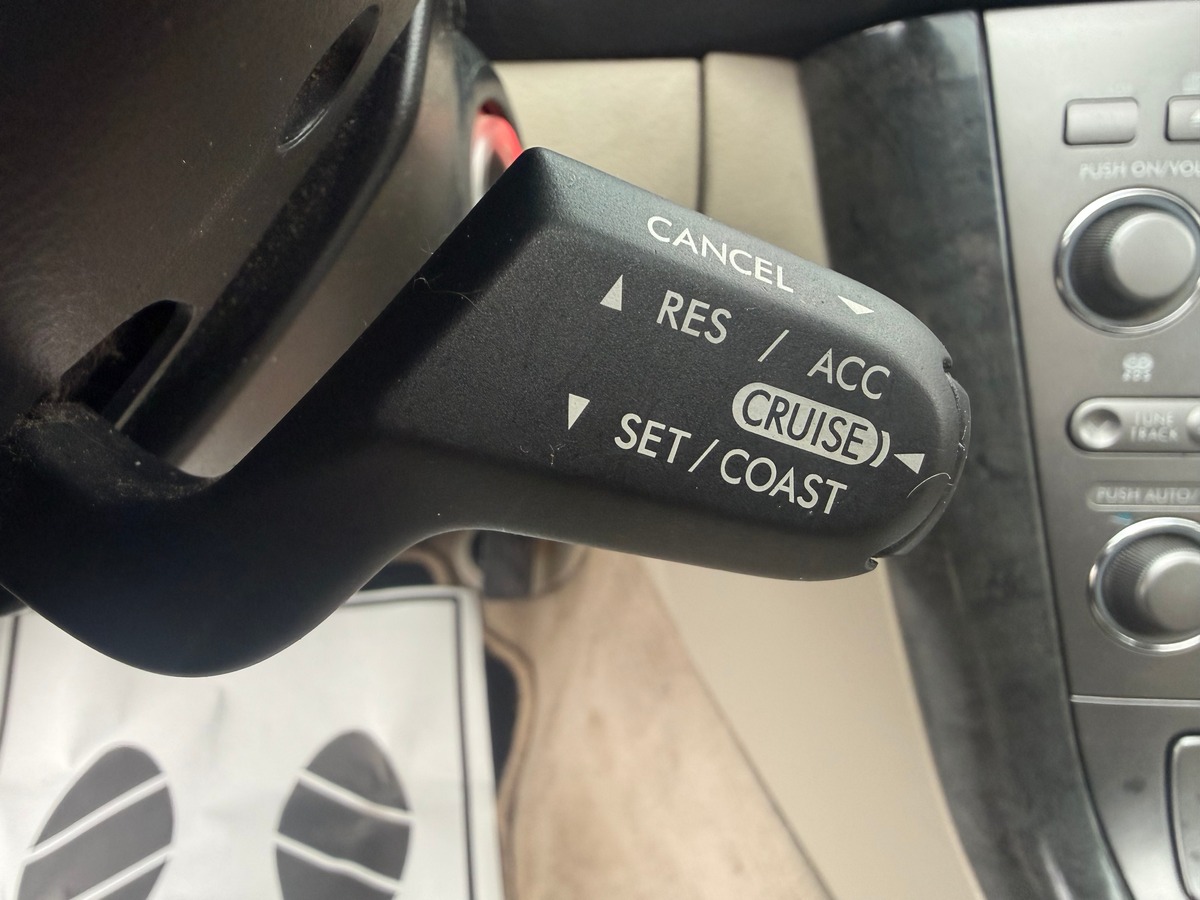 CANCEL
RES / ACC
CRUISE
SET / COAST
PUSH ON/VOL
TUNE
TRACK
PUSH AUTO/